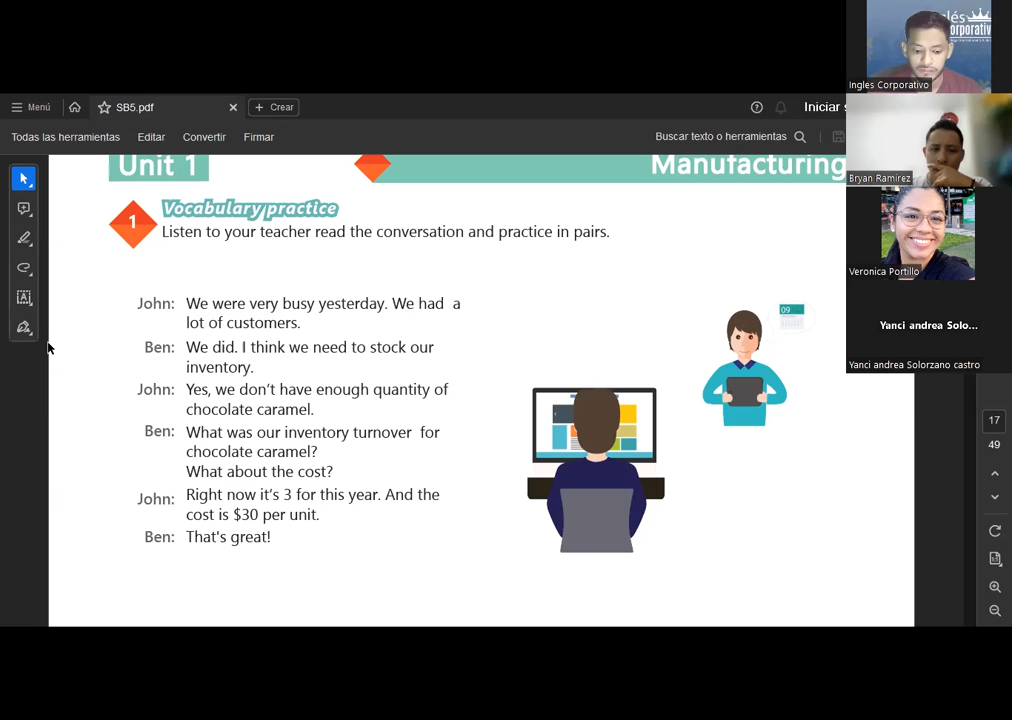 Menú
SB5.pdf
Crear
Iniciar s
Todas las herramientas
Editar
Convertir
Firmar
Buscar texto o herramientas
Unit 1
Manufacturing
1
Vocabulary practice
Listen to your teacher read the conversation and practice in pairs.
John: We were very busy yesterday. We had a
lot of customers.
Ben: We did. I think we need to stock our
inventory.
John: Yes, we don't have enough quantity of
chocolate caramel.
Ben: What was our inventory turnover for
chocolate caramel?
What about the cost?
John: Right now it's 3 for this year. And the
cost is $30 per unit.
Ben: That's great!
09
17
49
Ingles Corporativo
Bryan Ramirez
Veronica Portillo
Yanci andrea Solo...
Yanci andrea Solorzano castro